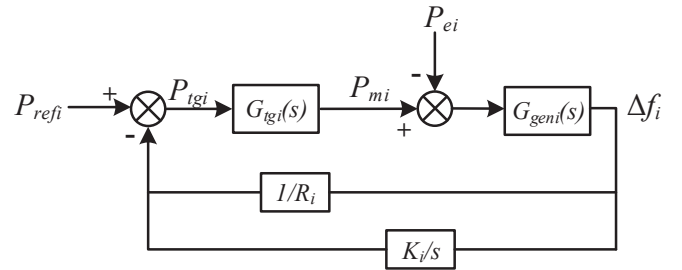 P_ei
-
P_refi
+
P_tgi
G_tgi(s)
P_mi
+
G_geni(s)
Δf_i
-
1/R_i
K_i/s